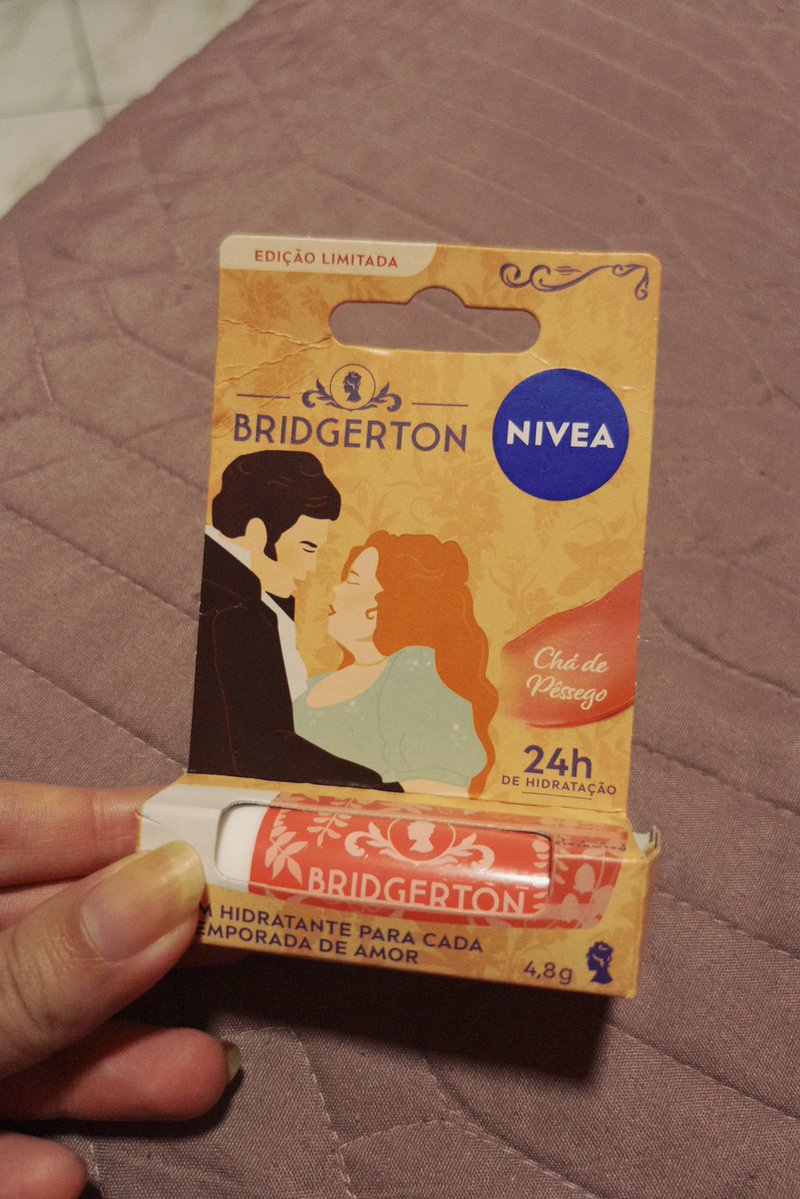 EDIÇÃO LIMITADA
BRIDGERTON
NIVEA
Chá de
Pêssego
24h
DE HIDRATAÇÃO
BRIDGERTON
M HIDRATANTE PARA CADA
EMPORADA DE AMOR
4,8g